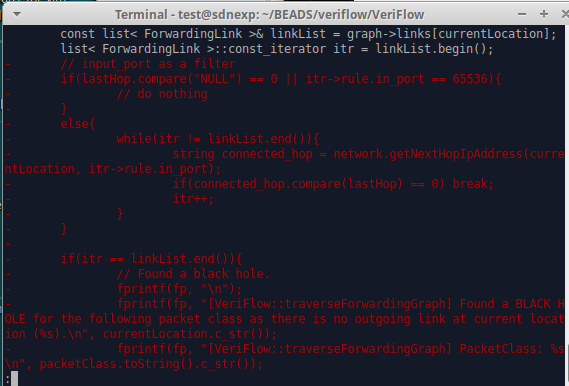 Terminal - test@sdnexp: ~/BEADS/veriflow/VeriFlow
const list< ForwardingLink >& linkList = graph->links[currentLocation];
list< ForwardingLink >::const_iterator itr = linkList.begin();
- // input_port as a filter
- if(lastHop.compare("NULL") == 0 || itr->rule.in_port == 65536){
- // do nothing
- }
- else{
- while(itr != linkList.end()){
- string connected_hop = network.getNextHopIpAddress(curre
ntLocation, itr->rule.in_port);
- if(connected_hop.compare(lastHop) == 0) break;
- itr++;
- }
- }
-
- if(itr == linkList.end()){
- // Found a black hole.
- fprintf(fp, "\n");
- fprintf(fp, "[VeriFlow::traverseForwardingGraph] Found a BLACK H
OLE for the following packet class as there is no outgoing link at current locat
ion (%s).\n", currentLocation.c_str());
- fprintf(fp, "[VeriFlow::traverseForwardingGraph] PacketClass: %s
\n", packetClass.toString().c_str());
: